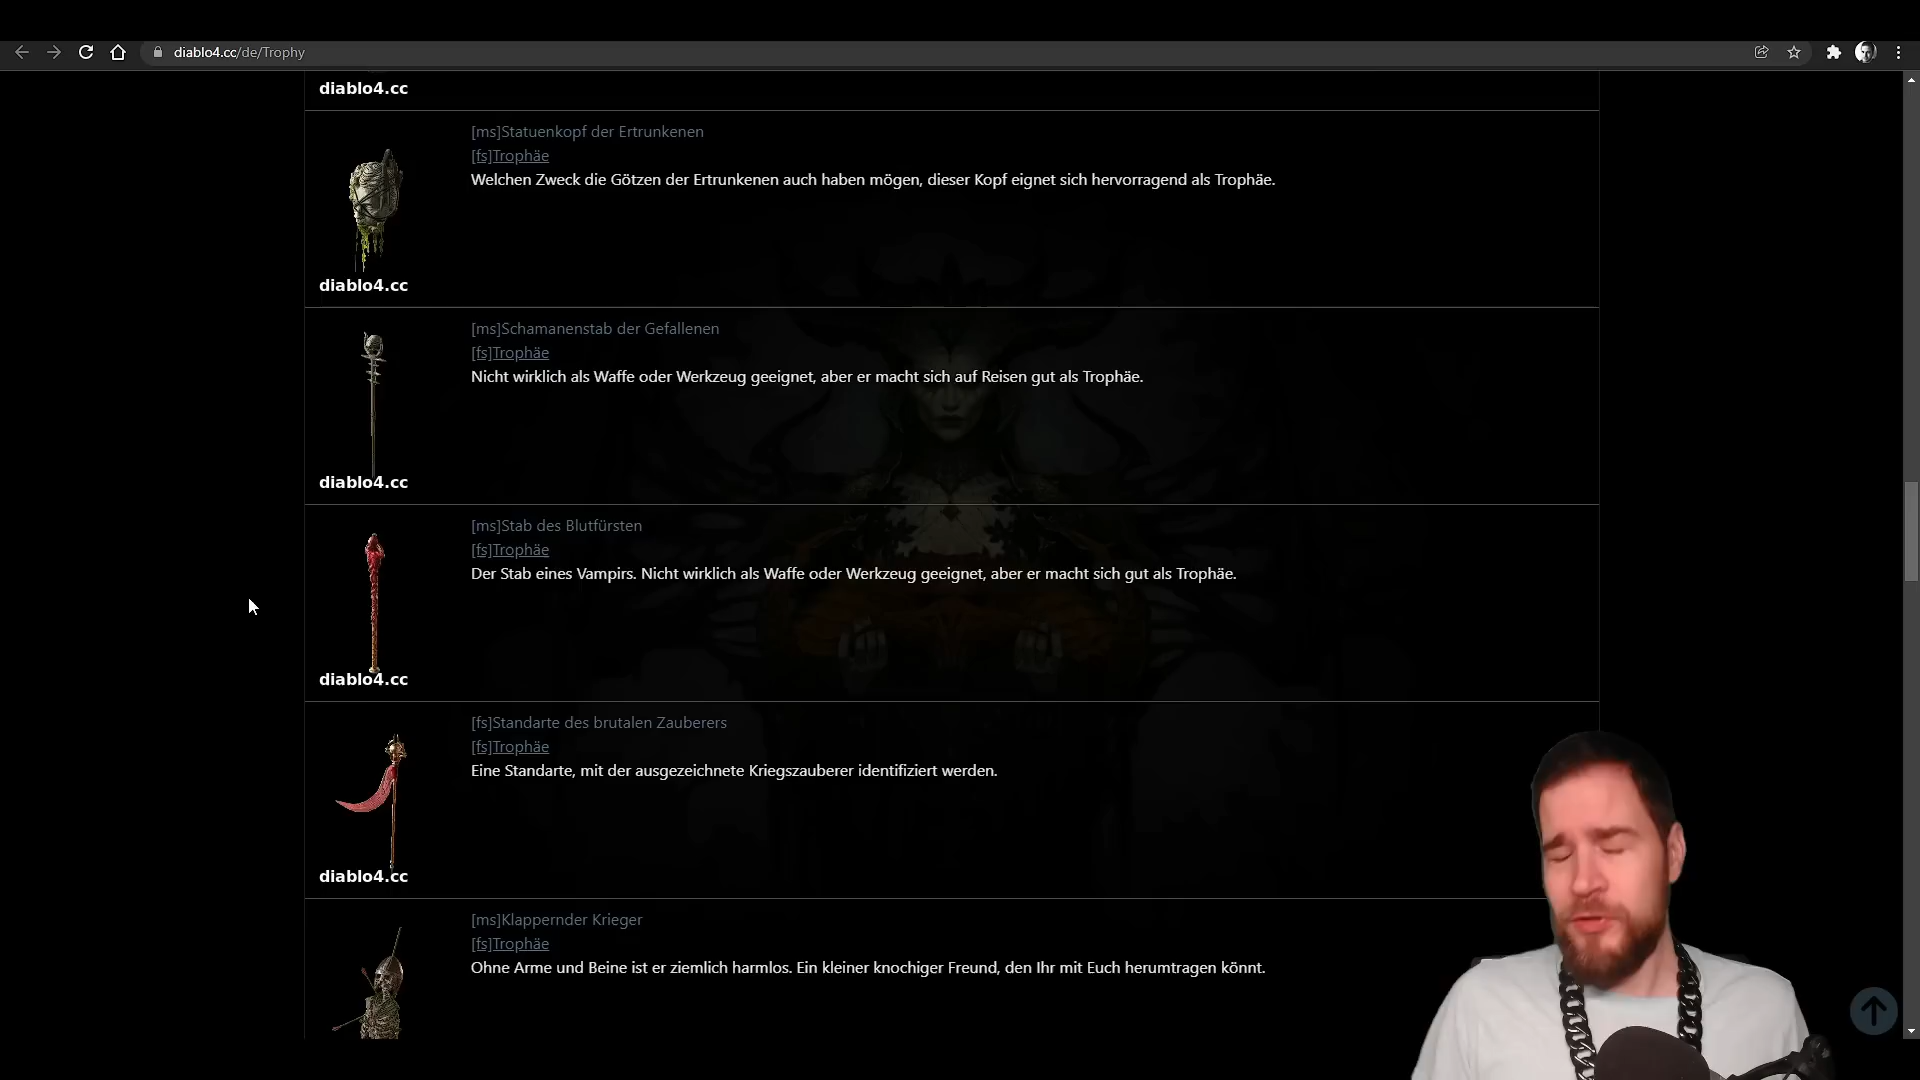 diablo4.cc/de/Trophy
diablo4.cc
[ms]Statuenkopf der Ertrunkenen
[fs]Trophäe
Welchen Zweck die Götzen der Ertrunkenen auch haben mögen, dieser Kopf eignet sich hervorragend als Trophäe.
diablo4.cc
[ms]Schamanenstab der Gefallenen
[fs]Trophäe
Nicht wirklich als Waffe oder Werkzeug geeignet, aber er macht sich auf Reisen gut als Trophäe.
diablo4.cc
[ms]Stab des Blutfürsten
[fs]Trophäe
Der Stab eines Vampirs. Nicht wirklich als Waffe oder Werkzeug geeignet, aber er macht sich gut als Trophäe.
diablo4.cc
[fs]Standarte des brutalen Zauberers
[fs]Trophäe
Eine Standarte, mit der ausgezeichnete Kriegszauberer identifiziert werden.
diablo4.cc
[ms]Klappernder Krieger
[fs]Trophäe
Ohne Arme und Beine ist er ziemlich harmlos. Ein kleiner knochiger Freund, den Ihr mit Euch herumtragen könnt.